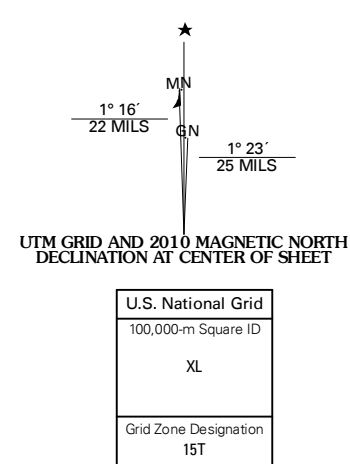 MN
1° 16´
22 MILS
GN
1° 23´
25 MILS
UTM GRID AND 2010 MAGNETIC NORTH
DECLINATION AT CENTER OF SHEET
U.S. National Grid
100,000-m Square ID
XL
Grid Zone Designation
15T